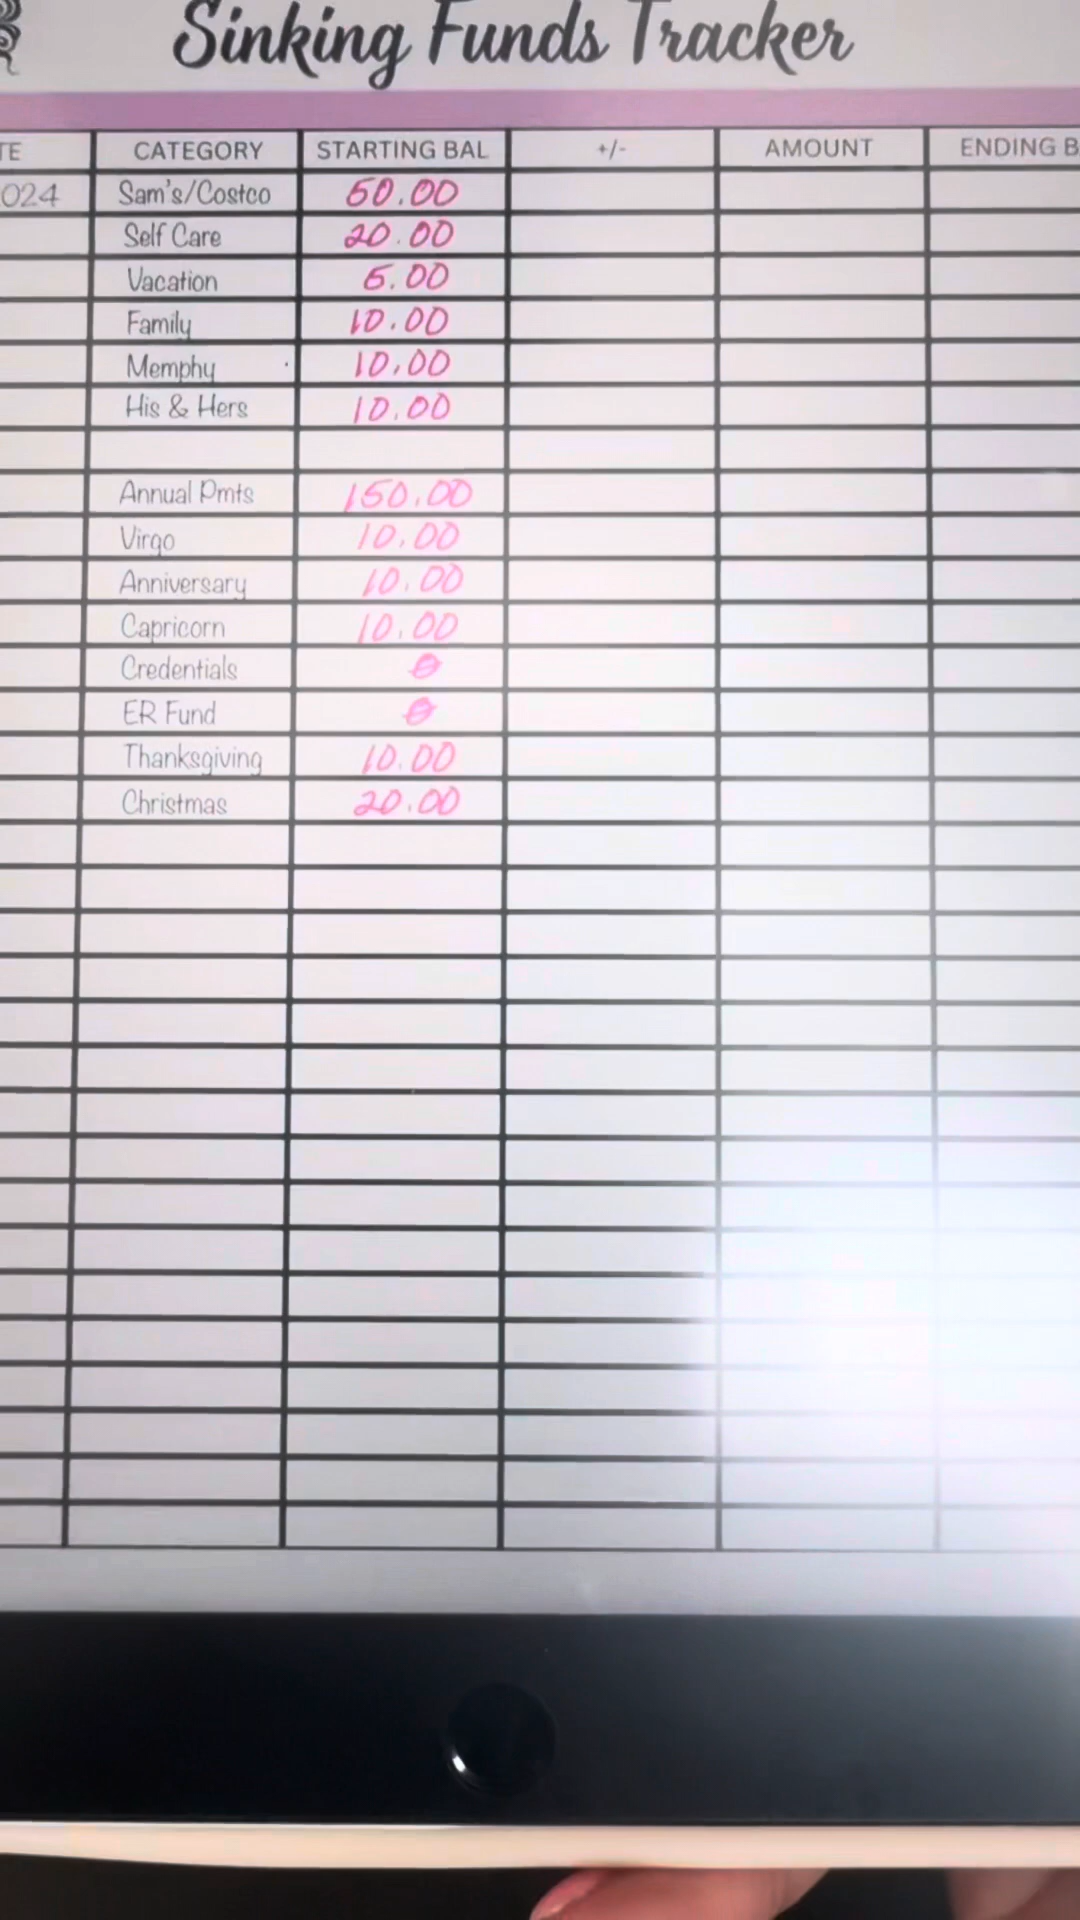 Sinking Funds Tracker
TE CATEGORY STARTING BAL +/- AMOUNT ENDING B
024 Sam's/Costco 50.00
Self Care 20.00
Vacation 5.00
Family 10.00
Memphy 10.00
His & Hers 10.00
Annual Pmts 150.00
Virgo 10.00
Anniversary 10.00
Capricorn 10.00
Credentials 0
ER Fund 0
Thanksgiving 10.00
Christmas 20.00